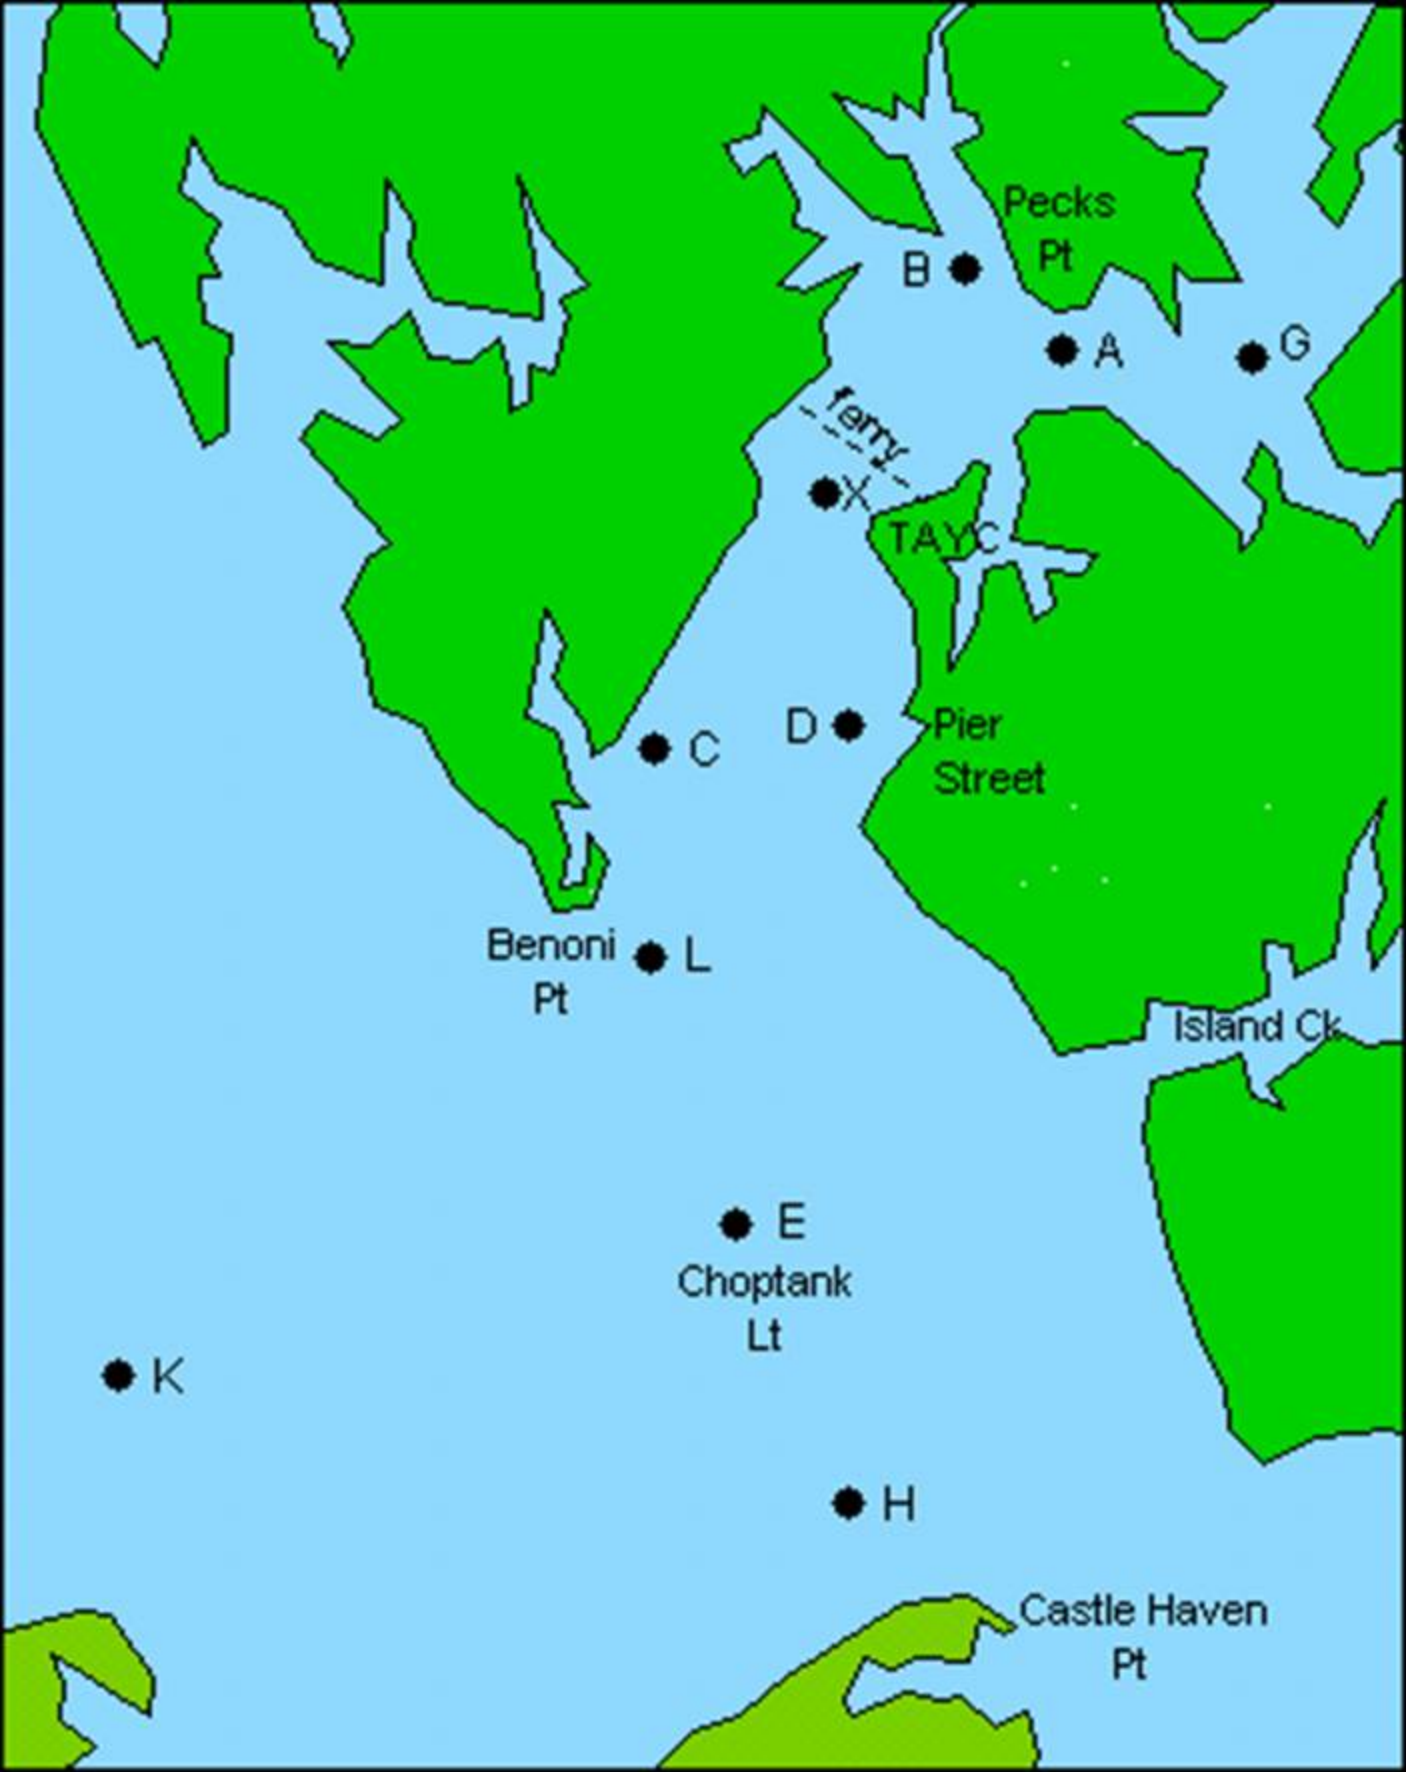 Pecks
Pt
B
A
G
ferry
X
TAYC
C
D
Pier
Street
Benoni
Pt
L
Island Ck
E
Choptank
Lt
K
H
Castle Haven
Pt